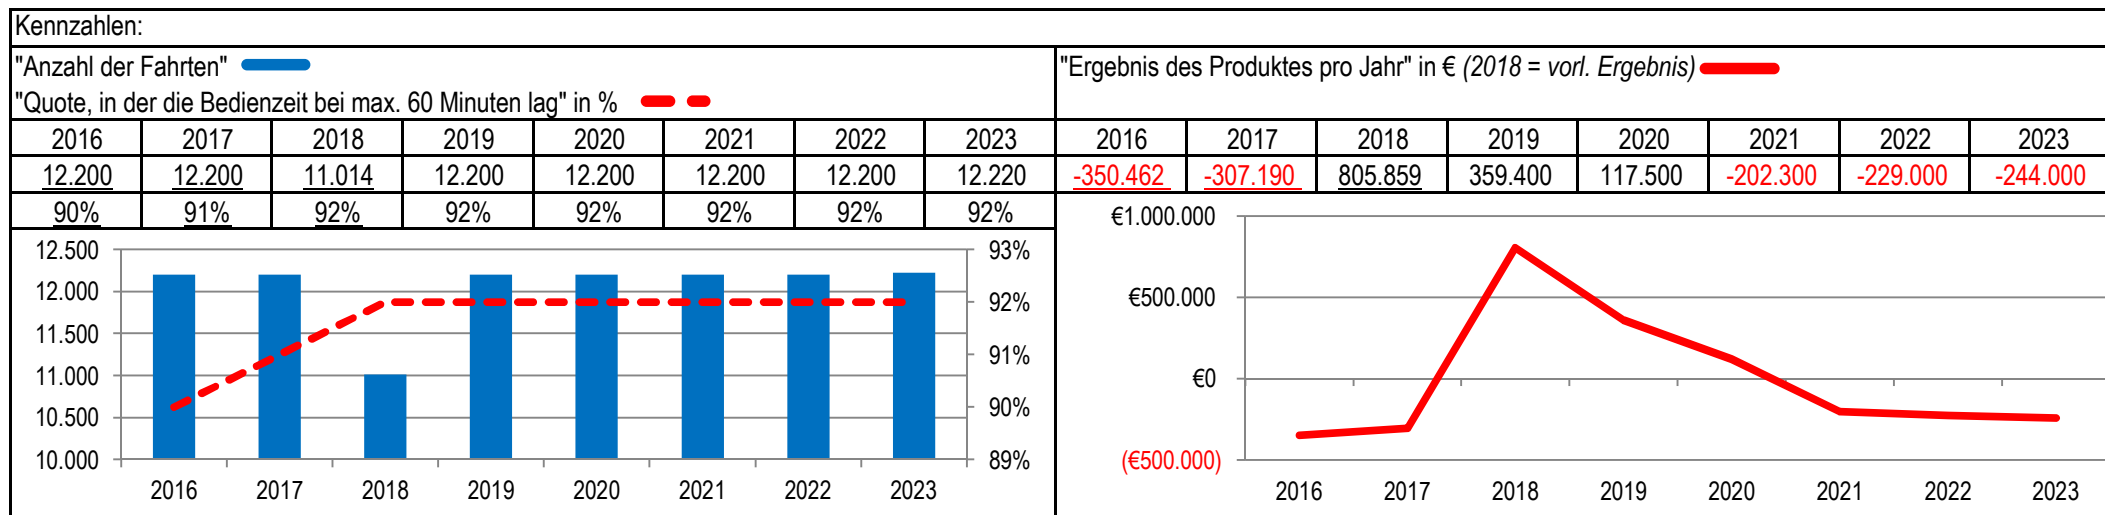 Kennzahlen:
"Anzahl der Fahrten"
"Quote, in der die Bedienzeit bei max. 60 Minuten lag" in %
2016 2017 2018 2019 2020 2021 2022 2023
12.200 12.200 11.014 12.200 12.200 12.200 12.200 12.220
90% 91% 92% 92% 92% 92% 92% 92%
12.500 93%
12.000 92%
11.500
11.000 91%
10.500 90%
10.000 89%
2016 2017 2018 2019 2020 2021 2022 2023
"Ergebnis des Produktes pro Jahr" in € (2018 = vorl. Ergebnis)
2016 2017 2018 2019 2020 2021 2022 2023
-350.462 -307.190 805.859 359.400 117.500 -202.300 -229.000 -244.000
€1.000.000
€500.000
€0
(€500.000)
2016 2017 2018 2019 2020 2021 2022 2023